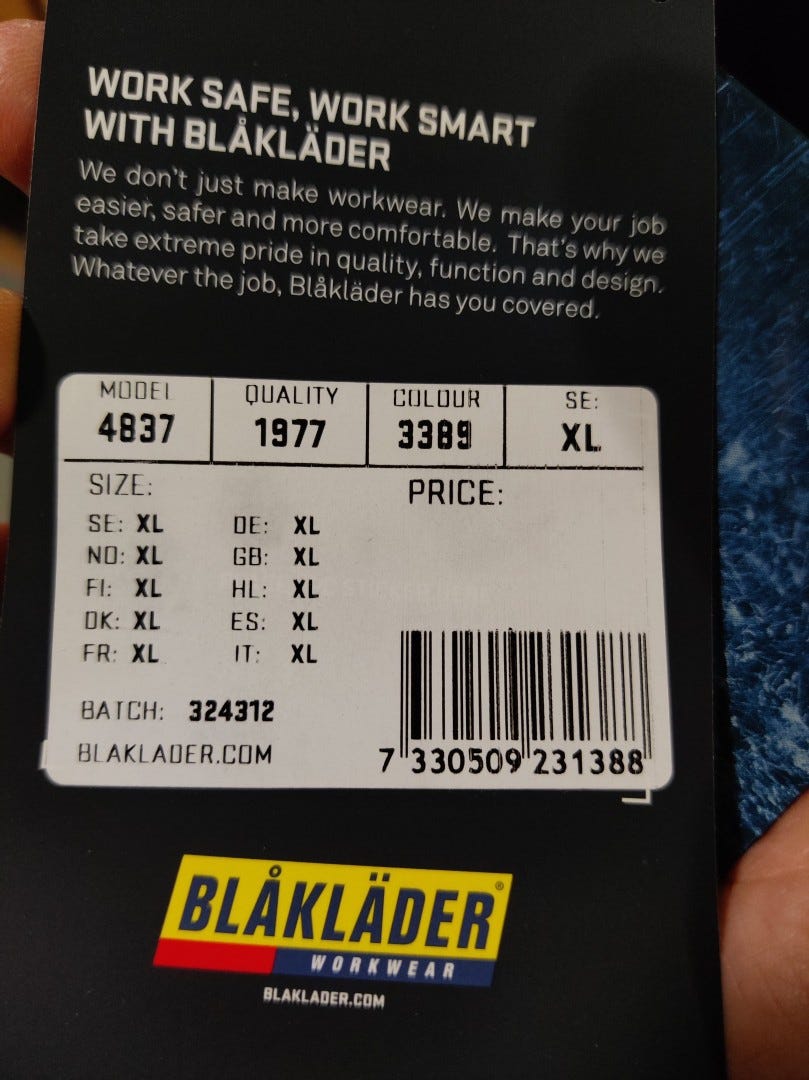 WORK SAFE, WORK SMART
WITH BLÅKLÄDER
We don't just make workwear. We make your job
easier, safer and more comfortable. That's why we
take extreme pride in quality, function and design.
Whatever the job, Blåkläder has you covered.
MODEL QUALITY COLOUR SE:
4837 1977 3389 XL
SIZE: PRICE:
SE: XL DE: XL
NO: XL GB: XL
FI: XL HL: XL
DK: XL ES: XL
FR: XL IT: XL
BATCH: 324312
BLAKLADER.COM
7 330509 231388
BLÅKLÄDER®
WORKWEAR
BLAKLADER.COM